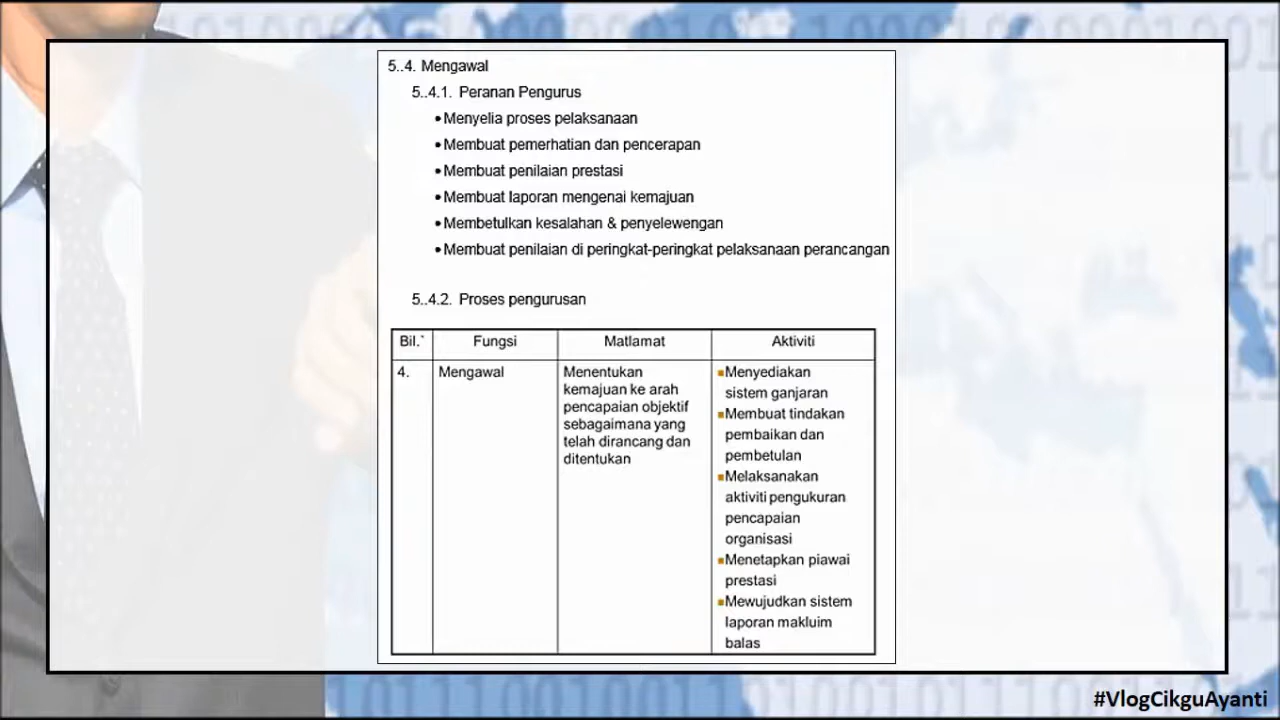 5..4. Mengawal
5..4.1. Peranan Pengurus
•Menyelia proses pelaksanaan
•Membuat pemerhatian dan pencerapan
•Membuat penilaian prestasi
•Membuat laporan mengenai kemajuan
•Membetulkan kesalahan & penyelewengan
•Membuat penilaian di peringkat-peringkat pelaksanaan perancangan
5..4.2. Proses pengurusan
Bil.` Fungsi Matlamat Aktiviti
4. Mengawal
Menentukan
kemajuan ke arah
pencapaian objektif
sebagaimana yang
telah dirancang dan
ditentukan
▪Menyediakan
sistem ganjaran
▪Membuat tindakan
pembaikan dan
pembetulan
▪Melaksanakan
aktiviti pengukuran
pencapaian
organisasi
▪Menetapkan piawai
prestasi
▪Mewujudkan sistem
laporan makluim
balas
#VlogCikguAyanti